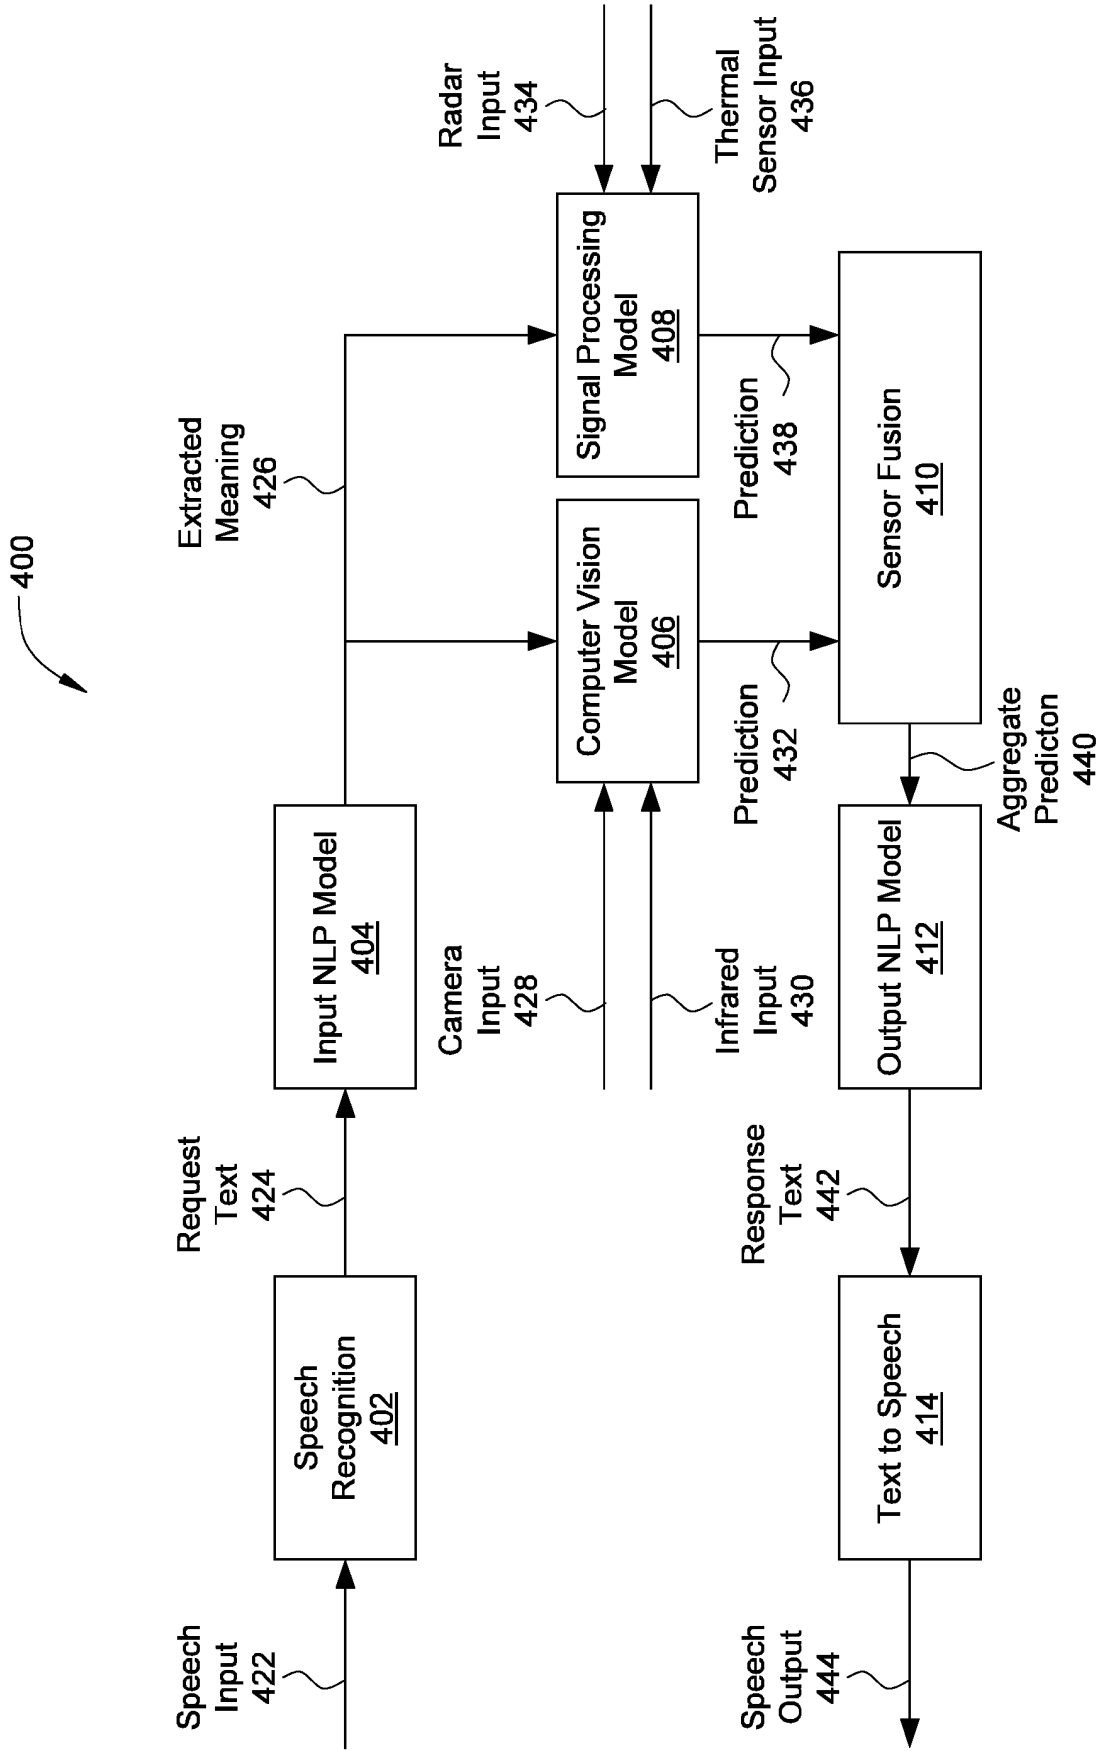 400
Speech
Input
422
Speech
Recognition
402
Request
Text
424
Input NLP Model
404
Extracted
Meaning
426
Camera
Input
428
Infrared
Input
430
Computer Vision
Model
406
Signal Processing
Model
408
Radar
Input
434
Thermal
Sensor Input
436
Prediction
432
Prediction
438
Sensor Fusion
410
Aggregate
Predicton
440
Output NLP Model
412
Response
Text
442
Text to Speech
414
Speech
Output
444